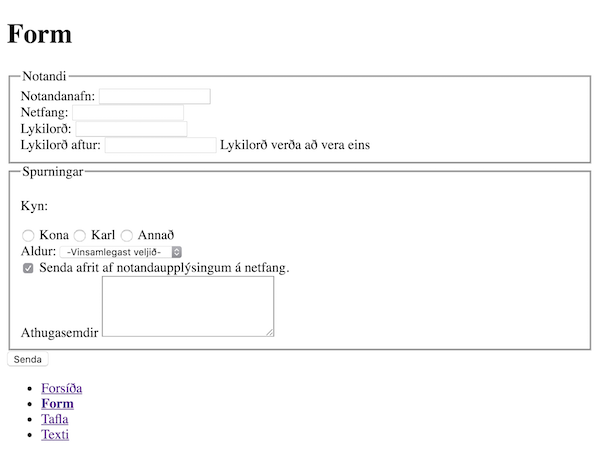 Form
Notandi
Notandanafn:
Netfang:
Lykilorð:
Lykilorð aftur: Lykilorð verða að vera eins
Spurningar
Kyn:
Kona Karl Annað
Aldur: -Vinsamlegast veljið-
Senda afrit af notandaupplýsingum á netfang.
Athugasemdir
Senda
Forsíða
Form
Tafla
Texti